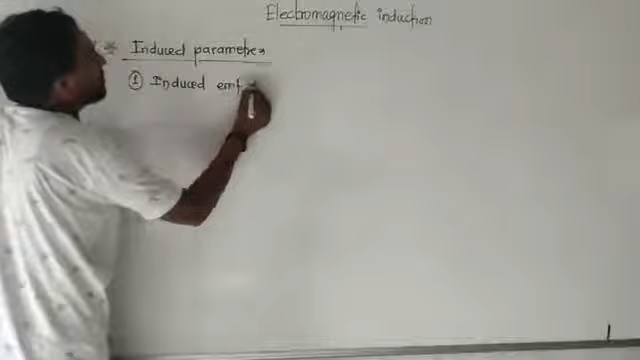 Electromagnetic induction
* Induced parameters
① Induced emf